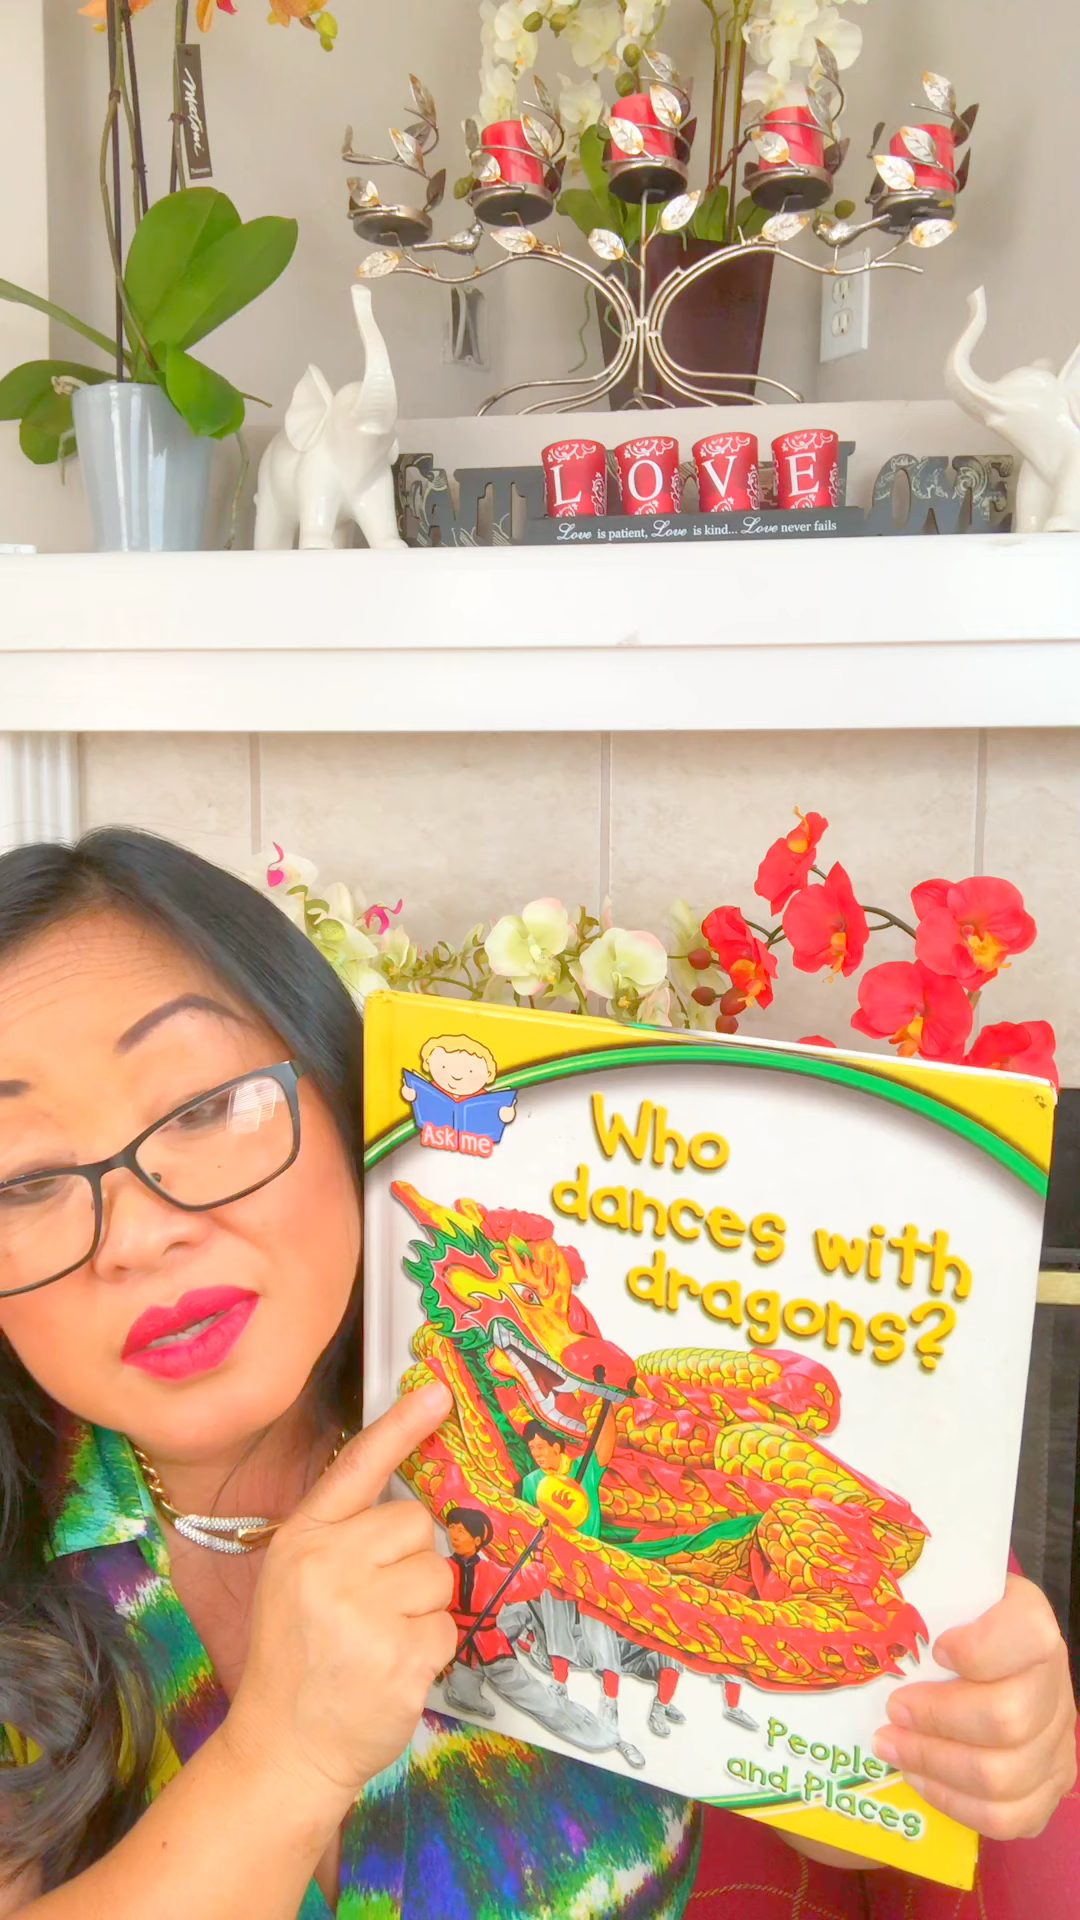 LOVE
Love is patient, Love is kind... Love never fails
Ask me
Who
dances with
dragons?
People
and Places